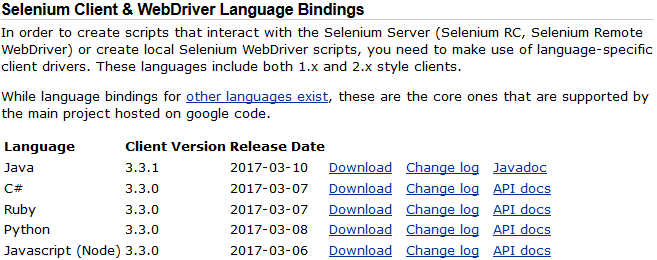 Selenium Client & WebDriver Language Bindings
In order to create scripts that interact with the Selenium Server (Selenium RC, Selenium Remote
WebDriver) or create local Selenium WebDriver scripts, you need to make use of language-specific
client drivers. These languages include both 1.x and 2.x style clients.
While language bindings for other languages exist, these are the core ones that are supported by
the main project hosted on google code.
Language Client Version Release Date
Java 3.3.1 2017-03-10 Download Change log Javadoc
C# 3.3.0 2017-03-07 Download Change log API docs
Ruby 3.3.0 2017-03-07 Download Change log API docs
Python 3.3.0 2017-03-08 Download Change log API docs
Javascript (Node) 3.3.0 2017-03-06 Download Change log API docs